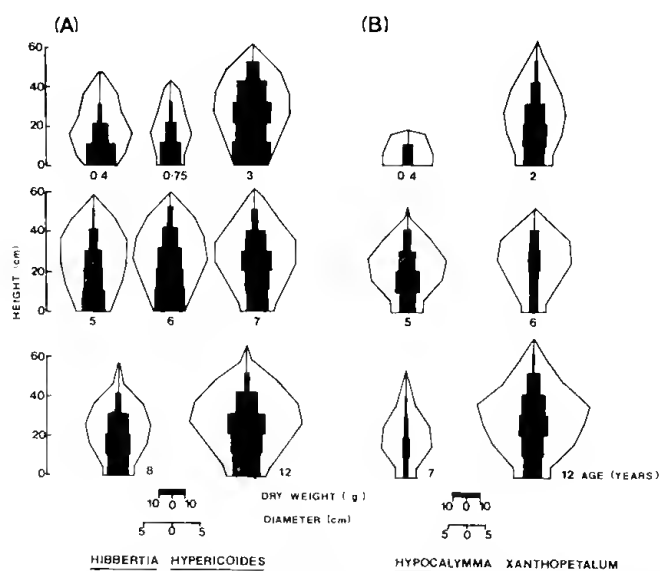 (A) (B)
60
40
20
0
0·4 0·75 3 0·4 2
HEIGHT (cm)
60
40
20
0
5 6 7 5 6
60
40
20
0
8 12 7 12 AGE (YEARS)
DRY WEIGHT (g)
10 0 10 10 0 10
DIAMETER (cm)
5 0 5 5 0 5
HIBBERTIA HYPERICOIDES HYPOCALYMMA XANTHOPETALUM